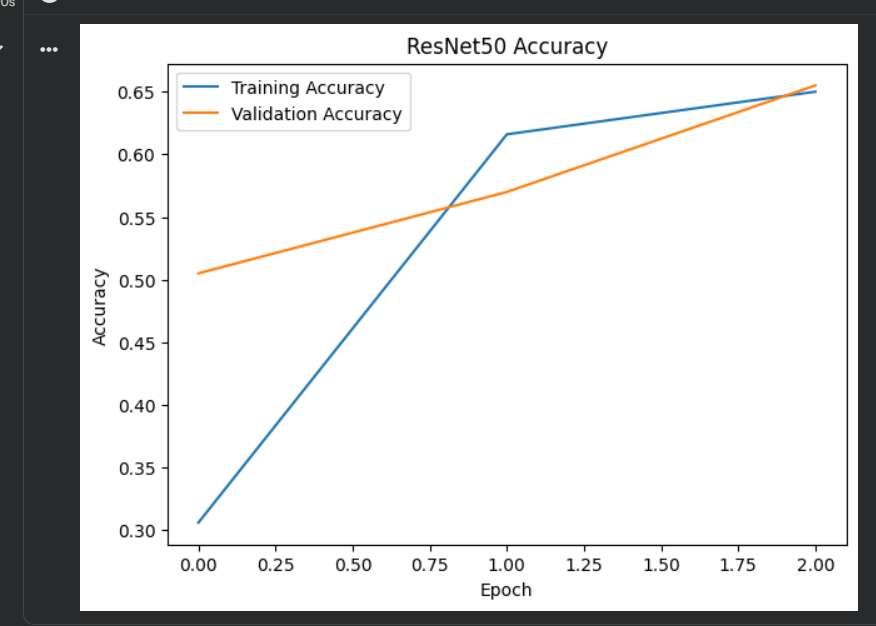 0s
ResNet50 Accuracy
Training Accuracy
Validation Accuracy
0.65
0.60
0.55
0.50
0.45
0.40
0.35
0.30
Accuracy
0.00 0.25 0.50 0.75 1.00 1.25 1.50 1.75 2.00
Epoch